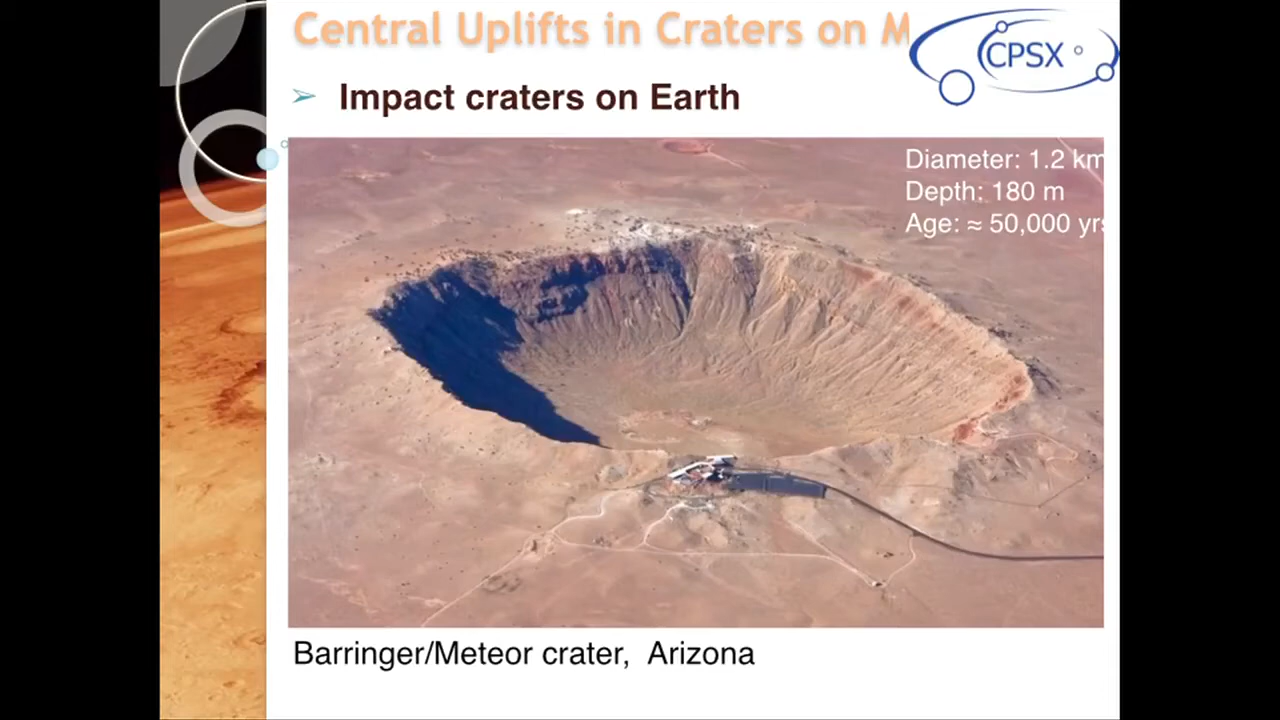 Central Uplifts in Craters on M
CPSX
➢ Impact craters on Earth
Diameter: 1.2 km
Depth: 180 m
Age: ≈ 50,000 yrs
Barringer/Meteor crater, Arizona